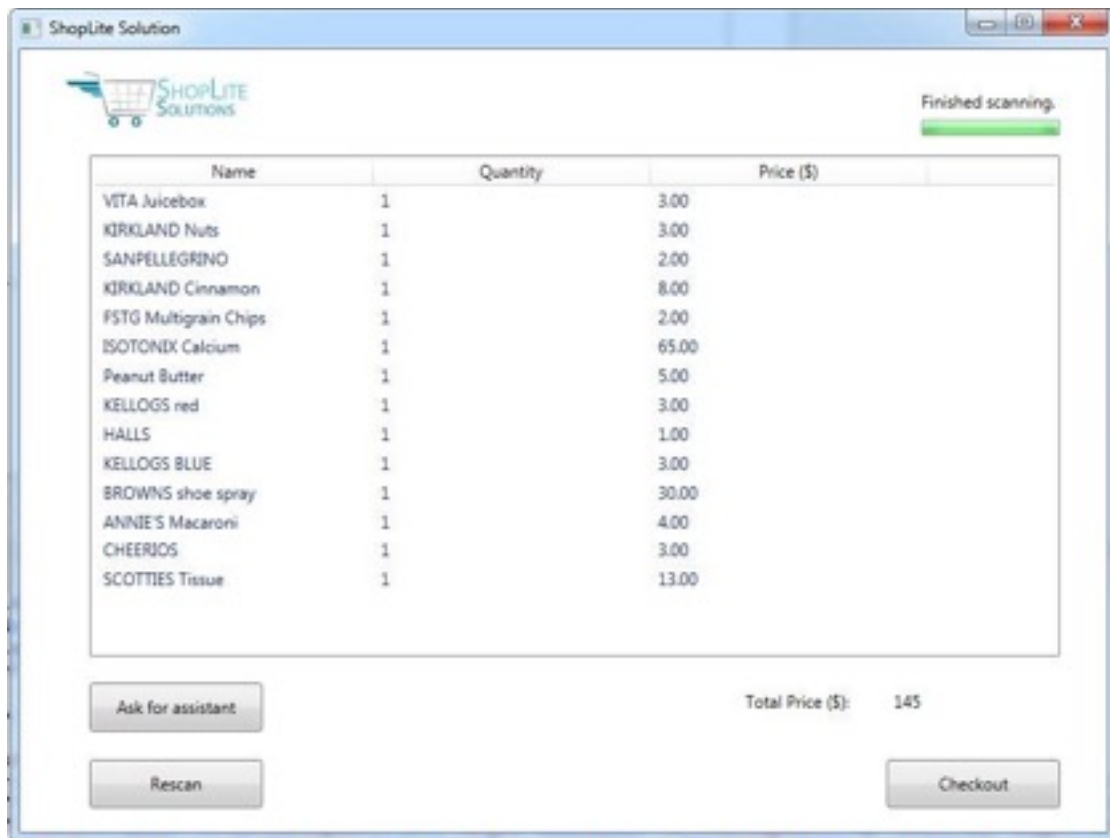 ShopLite Solution
SHOPLITE
SOLUTIONS
Finished scanning.
Name Quantity Price ($)
VITA Juicebox 1 3.00
KIRKLAND Nuts 1 3.00
SANPELLEGRINO 1 2.00
KIRKLAND Cinnamon 1 8.00
FSTG Multigrain Chips 1 2.00
ISOTONIX Calcium 1 65.00
Peanut Butter 1 5.00
KELLOGS red 1 3.00
HALLS 1 1.00
KELLOGS BLUE 1 3.00
BROWNS shoe spray 1 30.00
ANNIE'S Macaroni 1 4.00
CHEERIOS 1 3.00
SCOTTIES Tissue 1 13.00
Ask for assistant
Total Price ($): 145
Rescan
Checkout